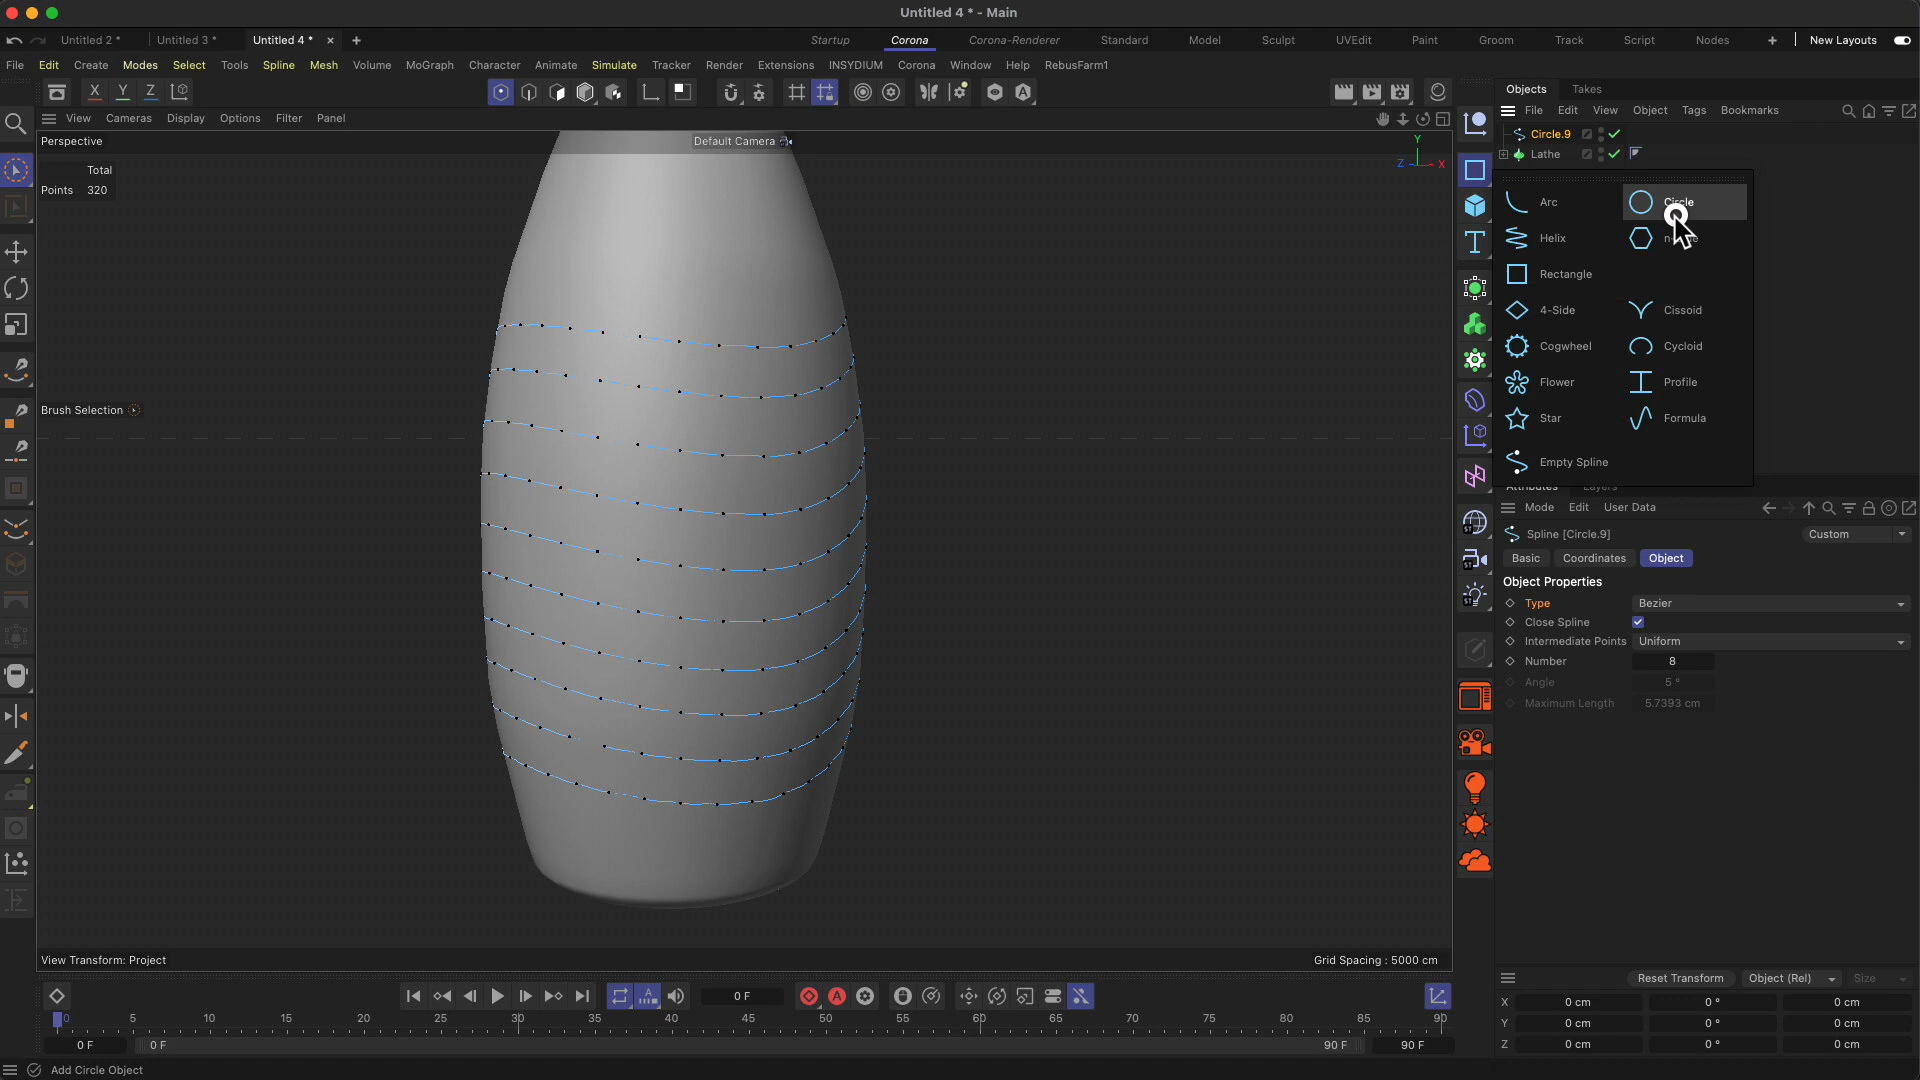 Untitled 4 * - Main
Untitled 2 *
Untitled 3 *
Untitled 4 *
Startup
Corona
Corona-Renderer
Standard
Model
Sculpt
UVEdit
Paint
Groom
Track
Script
Nodes
New Layouts
File
Edit
Create
Modes
Select
Tools
Spline
Mesh
Volume
MoGraph
Character
Animate
Simulate
Tracker
Render
Extensions
INSYDIUM
Corona
Window
Help
RebusFarm1
X
Y
Z
Objects
Takes
View
Cameras
Display
Options
Filter
Panel
File
Edit
View
Object
Tags
Bookmarks
Perspective
Default Camera
Y
Z
X
Total
Points 320
Circle.9
Lathe
Arc
Circle
Helix
Rectangle
4-Side
Cissoid
Cogwheel
Cycloid
Flower
Profile
Star
Formula
Empty Spline
Brush Selection
Attributes
Layers
Mode
Edit
User Data
Spline [Circle.9]
Custom
Basic
Coordinates
Object
Object Properties
Type
Bezier
Close Spline
Intermediate Points
Uniform
Number
8
Angle
5 °
Maximum Length
5.7393 cm
ST
ST
ST
View Transform: Project
Grid Spacing : 5000 cm
Reset Transform
Object (Rel)
Size
0 F
X 0 cm 0 ° 0 cm
Y 0 cm 0 ° 0 cm
Z 0 cm 0 ° 0 cm
0 5 10 15 20 25 30 35 40 45 50 55 60 65 70 75 80 85 90
0 F
0 F
90 F
90 F
Add Circle Object